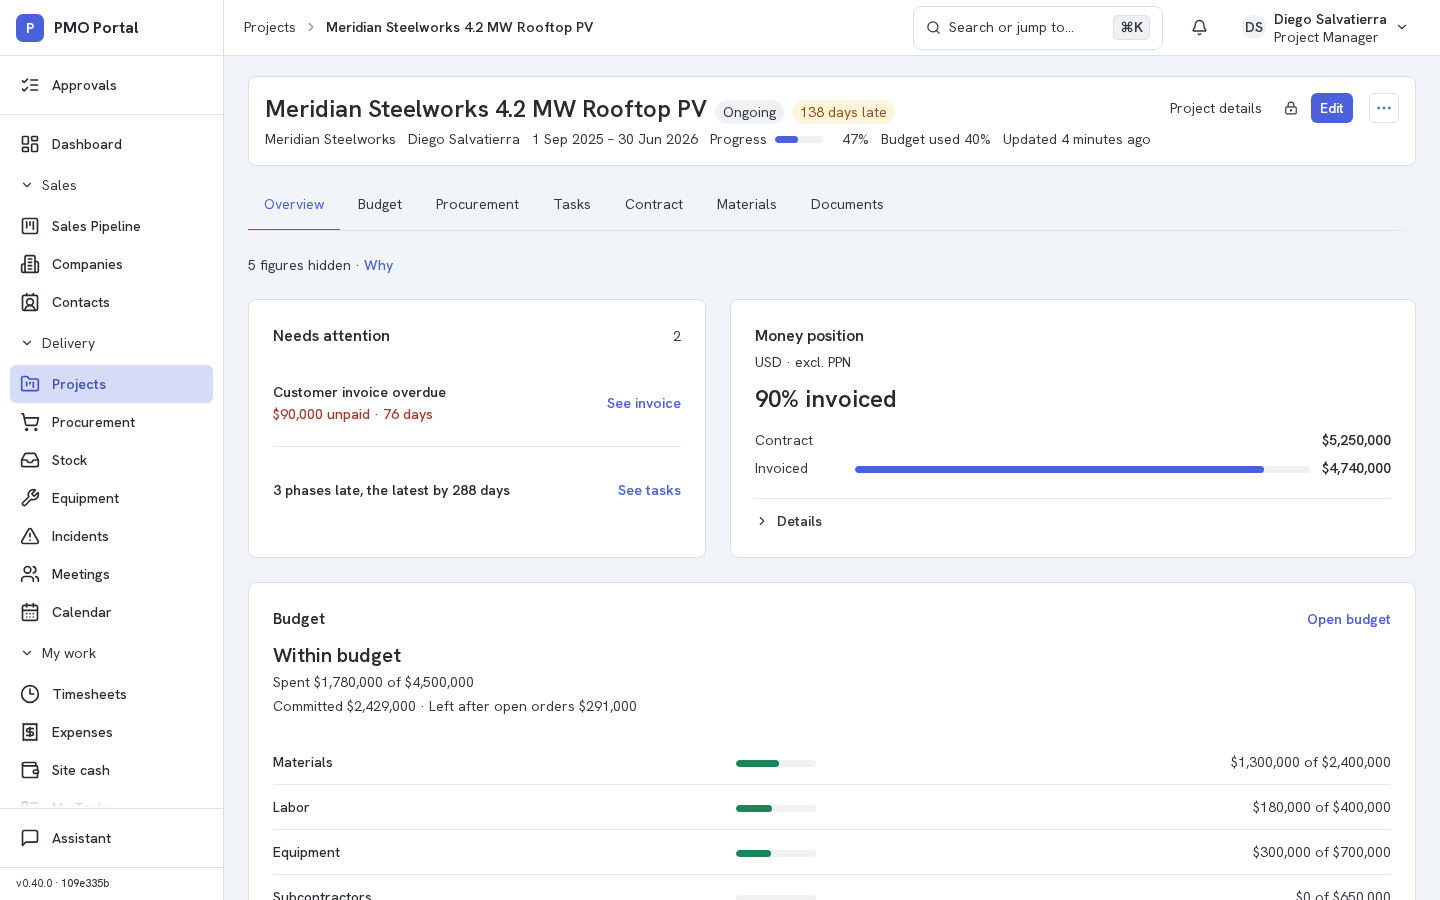 P PMO Portal
Projects > Meridian Steelworks 4.2 MW Rooftop PV
Search or jump to...
⌘K
DS
Diego Salvatierra
Project Manager
Approvals
Dashboard
Sales
Sales Pipeline
Companies
Contacts
Delivery
Projects
Procurement
Stock
Equipment
Incidents
Meetings
Calendar
My work
Timesheets
Expenses
Site cash
My Tasks
Assistant
v0.40.0 · 109e335b
Meridian Steelworks 4.2 MW Rooftop PV Ongoing 138 days late
Project details
Edit
Meridian Steelworks Diego Salvatierra 1 Sep 2025 – 30 Jun 2026 Progress 47% Budget used 40% Updated 4 minutes ago
Overview Budget Procurement Tasks Contract Materials Documents
5 figures hidden · Why
Needs attention 2
Customer invoice overdue
$90,000 unpaid · 76 days
See invoice
3 phases late, the latest by 288 days See tasks
Money position
USD · excl. PPN
90% invoiced
Contract $5,250,000
Invoiced $4,740,000
Details
Budget Open budget
Within budget
Spent $1,780,000 of $4,500,000
Committed $2,429,000 · Left after open orders $291,000
Materials $1,300,000 of $2,400,000
Labor $180,000 of $400,000
Equipment $300,000 of $700,000
Subcontractors $0 of $650,000